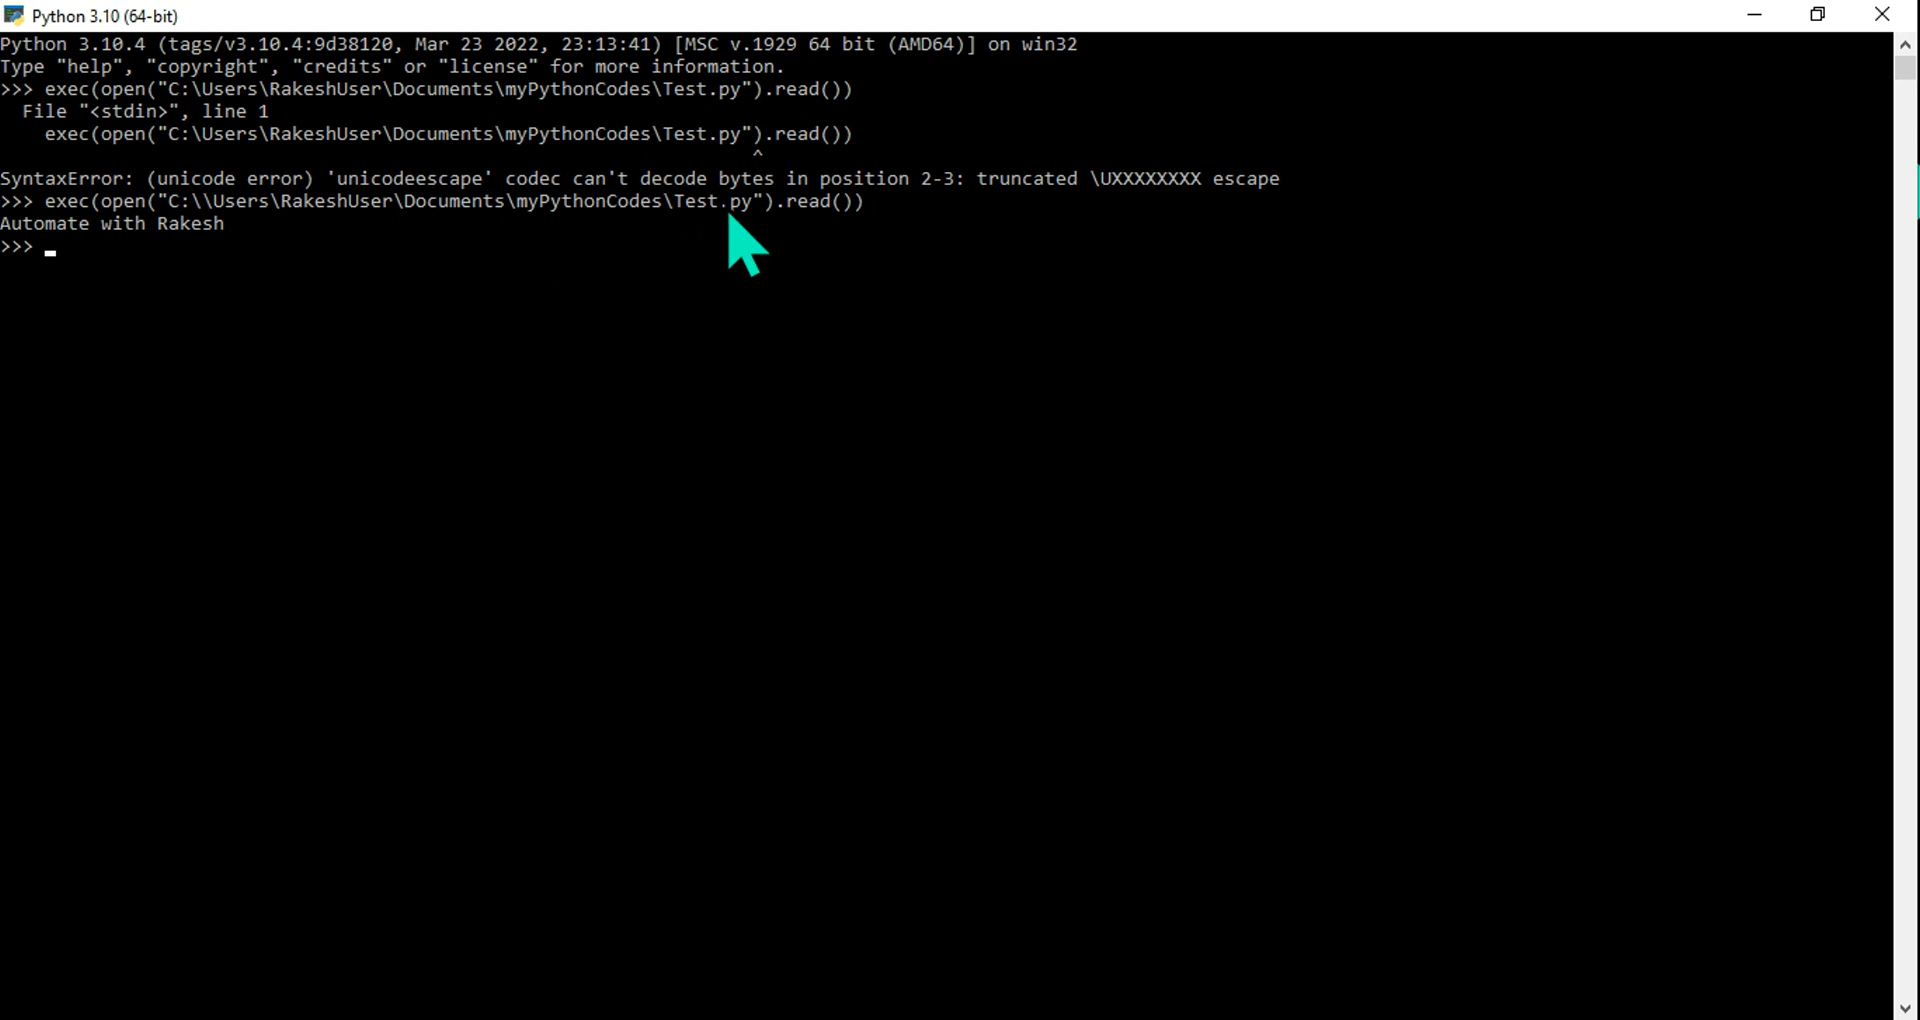 Python 3.10 (64-bit)
Python 3.10.4 (tags/v3.10.4:9d38120, Mar 23 2022, 23:13:41) [MSC v.1929 64 bit (AMD64)] on win32
Type "help", "copyright", "credits" or "license" for more information.
>>> exec(open("C:\Users\RakeshUser\Documents\myPythonCodes\Test.py").read())
  File "<stdin>", line 1
    exec(open("C:\Users\RakeshUser\Documents\myPythonCodes\Test.py").read())
                                                                   ^
SyntaxError: (unicode error) 'unicodeescape' codec can't decode bytes in position 2-3: truncated \UXXXXXXXX escape
>>> exec(open("C:\\Users\RakeshUser\Documents\myPythonCodes\Test.py").read())
Automate with Rakesh
>>> _